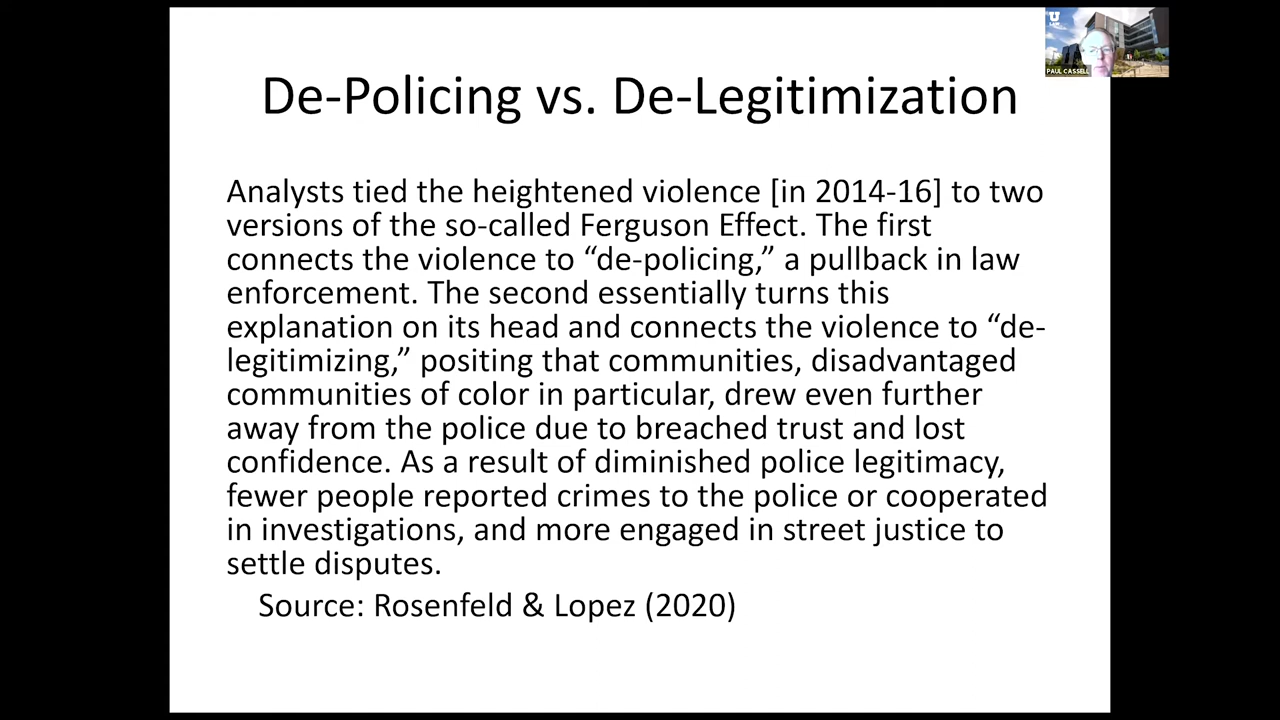 U
LAW
PAUL CASSELL
De-Policing vs. De-Legitimization
Analysts tied the heightened violence [in 2014-16] to two
versions of the so-called Ferguson Effect. The first
connects the violence to “de-policing,” a pullback in law
enforcement. The second essentially turns this
explanation on its head and connects the violence to “de-
legitimizing,” positing that communities, disadvantaged
communities of color in particular, drew even further
away from the police due to breached trust and lost
confidence. As a result of diminished police legitimacy,
fewer people reported crimes to the police or cooperated
in investigations, and more engaged in street justice to
settle disputes.
Source: Rosenfeld & Lopez (2020)